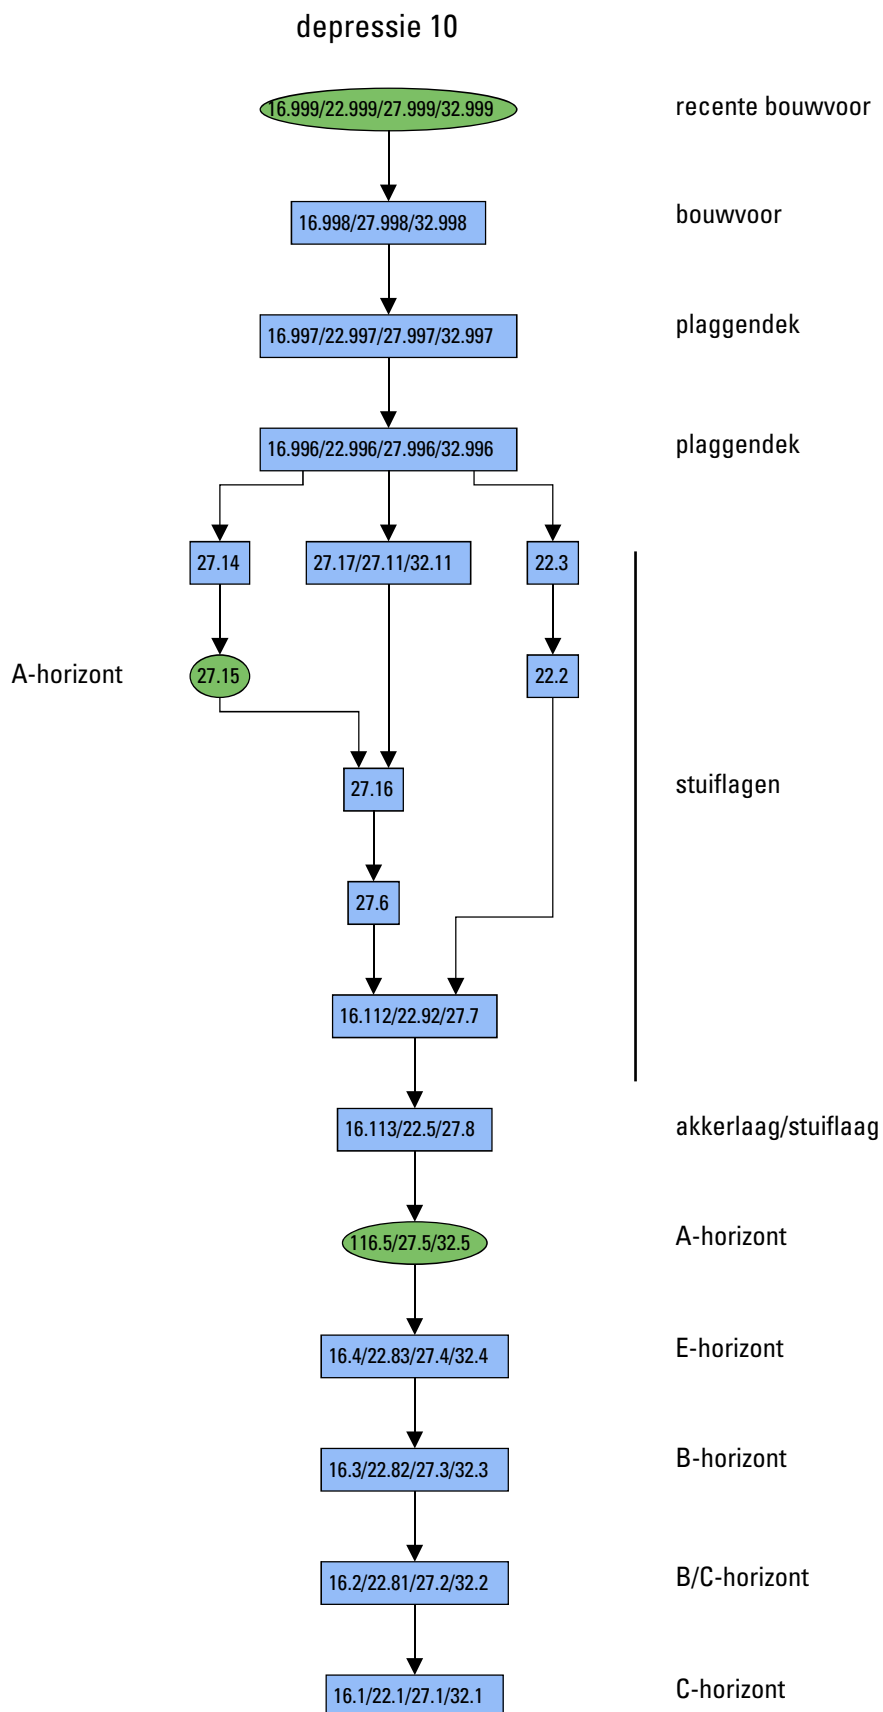 depressie 10
16.999/22.999/27.999/32.999
recente bouwvoor
16.998/27.998/32.998
bouwvoor
16.997/22.997/27.997/32.997
plaggendek
16.996/22.996/27.996/32.996
plaggendek
27.14
27.17/27.11/32.11
22.3
A-horizont
27.15
22.2
27.16
stuiflagen
27.6
16.112/22.92/27.7
16.113/22.5/27.8
akkerlaag/stuiflaag
116.5/27.5/32.5
A-horizont
16.4/22.83/27.4/32.4
E-horizont
16.3/22.82/27.3/32.3
B-horizont
16.2/22.81/27.2/32.2
B/C-horizont
16.1/22.1/27.1/32.1
C-horizont